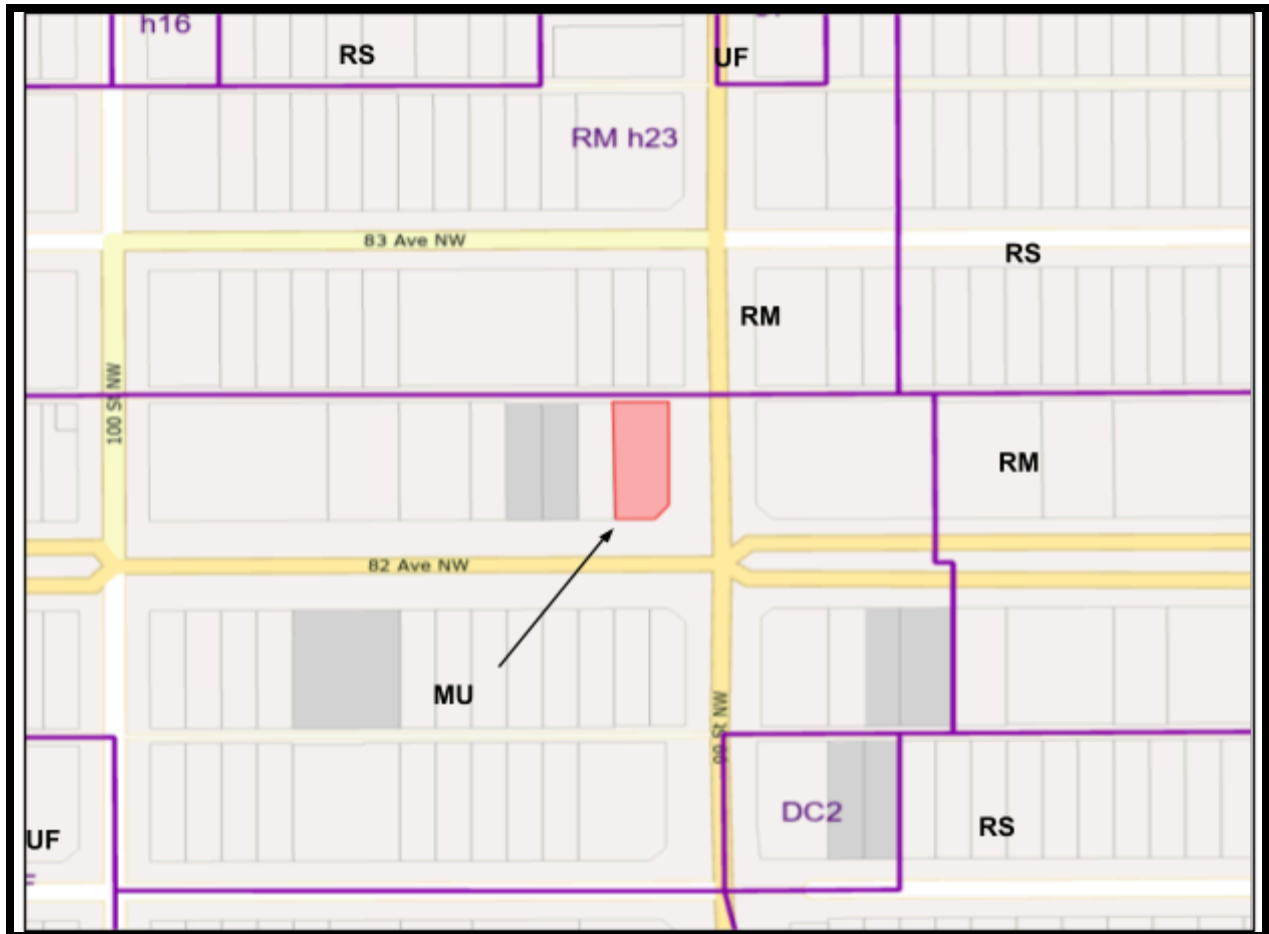 h16
RS
UF
RM h23
83 Ave NW
RS
RM
100 St NW
RM
82 Ave NW
MU
99 St NW
DC2
RS
UF